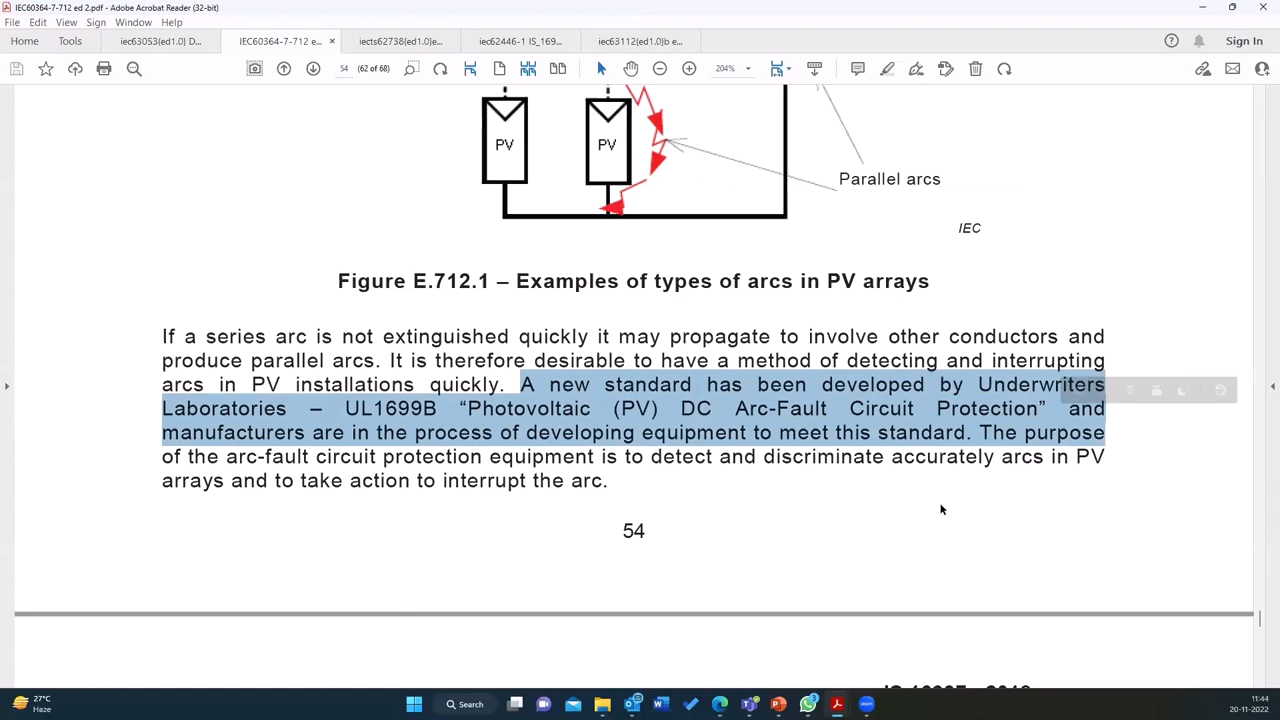 IEC60364-7-712 ed 2.pdf - Adobe Acrobat Reader (32-bit)
File Edit View Sign Window Help
Home Tools iec63053(ed1.0) D... IEC60364-7-712 e... × iects62738(ed1.0)e... iec62446-1 IS_169... iec63112(ed1.0)b e... Sign In
54 (62 of 68) 204%
PV PV
Parallel arcs
IEC
Figure E.712.1 – Examples of types of arcs in PV arrays
If a series arc is not extinguished quickly it may propagate to involve other conductors and
produce parallel arcs. It is therefore desirable to have a method of detecting and interrupting
arcs in PV installations quickly. A new standard has been developed by Underwriters
Laboratories – UL1699B “Photovoltaic (PV) DC Arc-Fault Circuit Protection” and
manufacturers are in the process of developing equipment to meet this standard. The purpose
of the arc-fault circuit protection equipment is to detect and discriminate accurately arcs in PV
arrays and to take action to interrupt the arc.
54
27°C
Haze
Search
11:44
20-11-2022